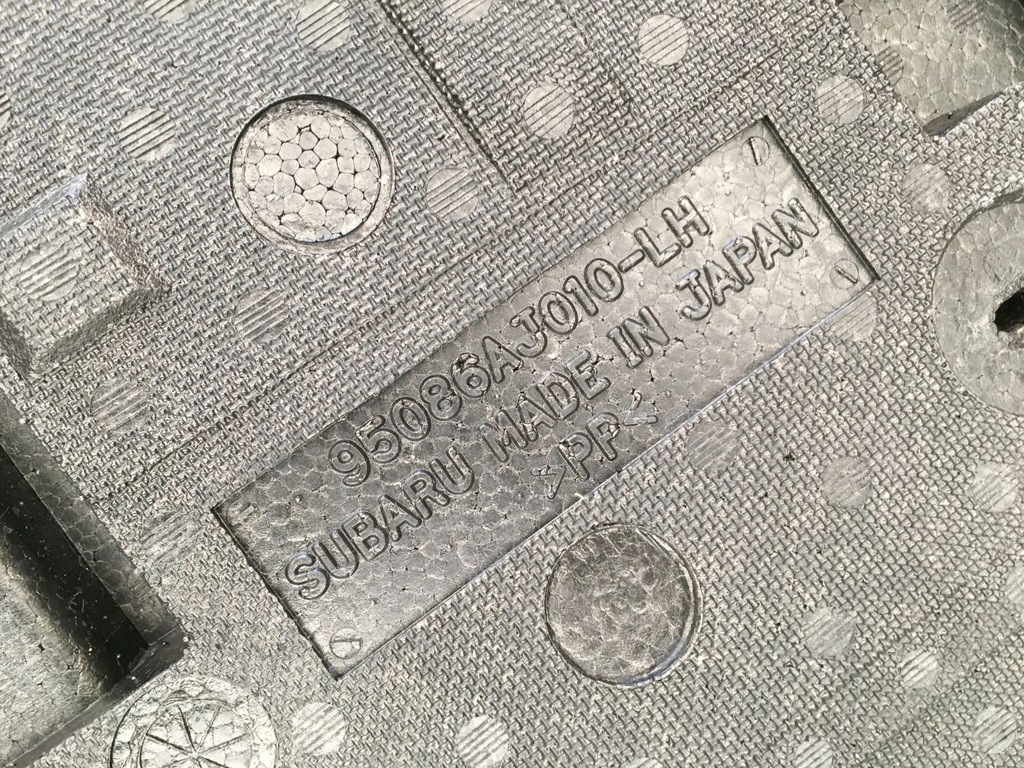 95086AJ010-LH
SUBARU MADE IN JAPAN
>PP<